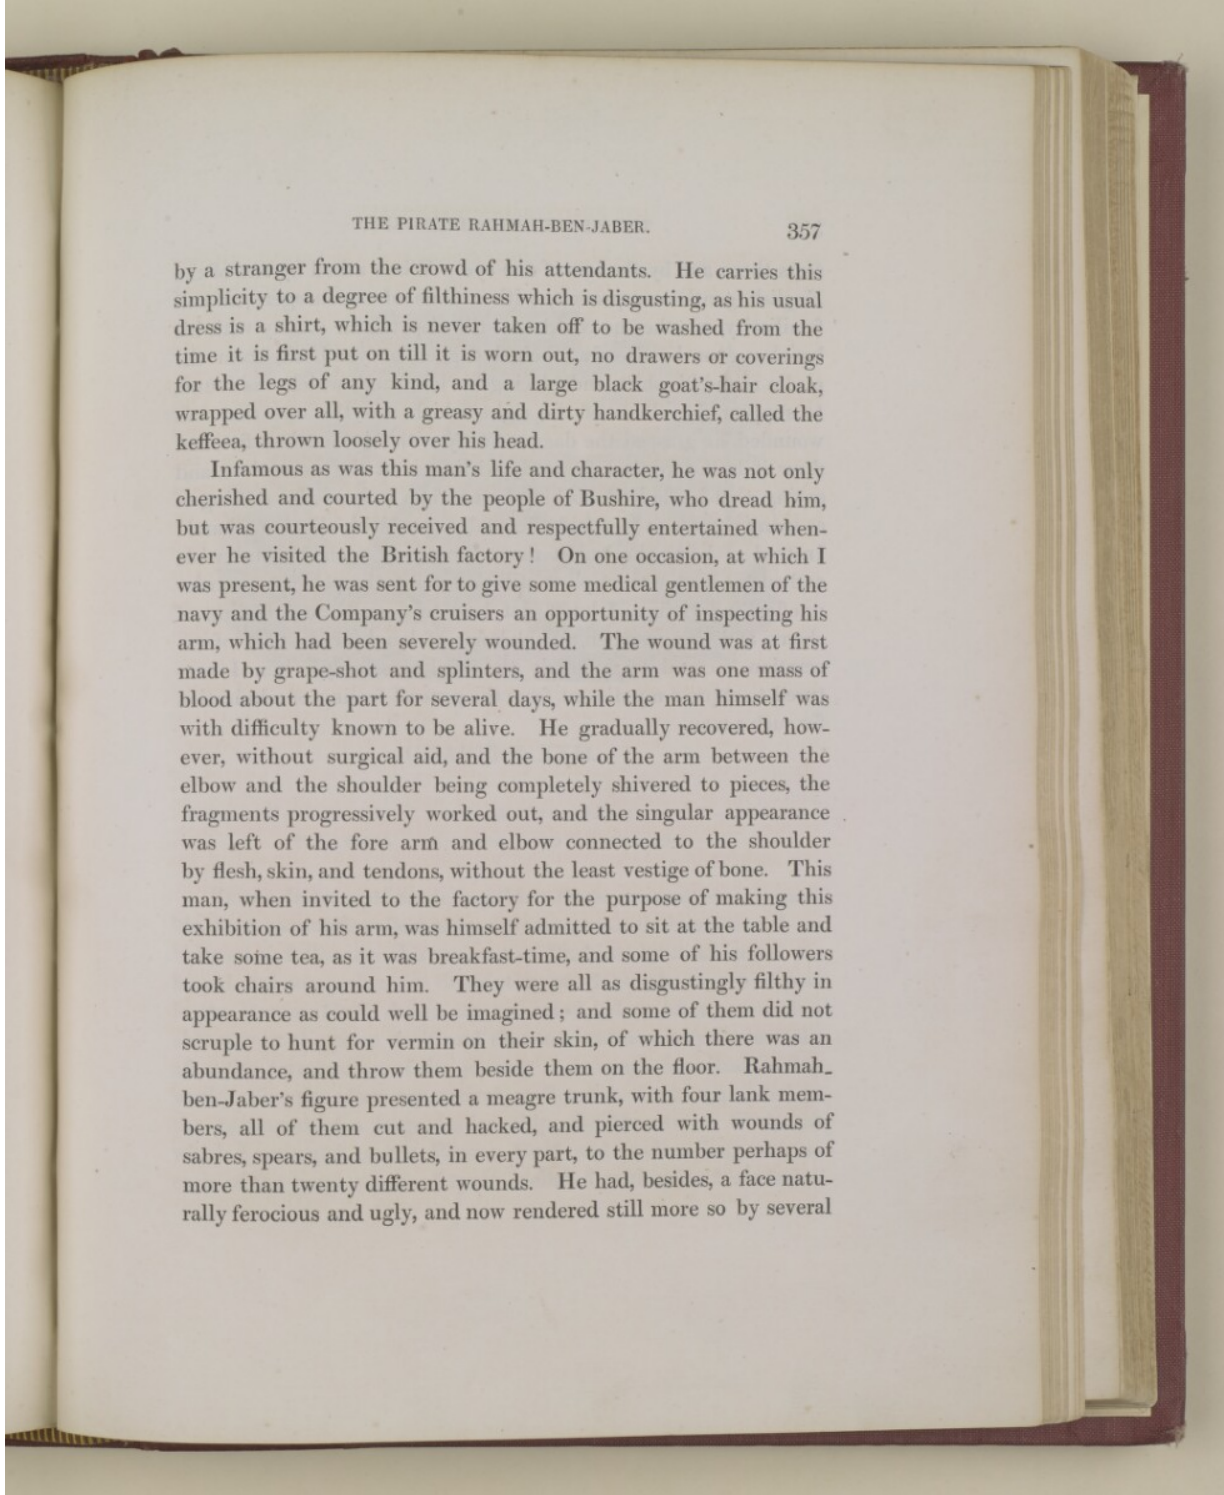 THE PIRATE RAHMAH-BEN-JABER. 357
by a stranger from the crowd of his attendants. He carries this
simplicity to a degree of filthiness which is disgusting, as his usual
dress is a shirt, which is never taken off to be washed from the
time it is first put on till it is worn out, no drawers or coverings
for the legs of any kind, and a large black goat's-hair cloak,
wrapped over all, with a greasy and dirty handkerchief, called the
keffeea, thrown loosely over his head.
Infamous as was this man's life and character, he was not only
cherished and courted by the people of Bushire, who dread him,
but was courteously received and respectfully entertained when-
ever he visited the British factory! On one occasion, at which I
was present, he was sent for to give some medical gentlemen of the
navy and the Company's cruisers an opportunity of inspecting his
arm, which had been severely wounded. The wound was at first
made by grape-shot and splinters, and the arm was one mass of
blood about the part for several days, while the man himself was
with difficulty known to be alive. He gradually recovered, how-
ever, without surgical aid, and the bone of the arm between the
elbow and the shoulder being completely shivered to pieces, the
fragments progressively worked out, and the singular appearance
was left of the fore arm and elbow connected to the shoulder
by flesh, skin, and tendons, without the least vestige of bone. This
man, when invited to the factory for the purpose of making this
exhibition of his arm, was himself admitted to sit at the table and
take some tea, as it was breakfast-time, and some of his followers
took chairs around him. They were all as disgustingly filthy in
appearance as could well be imagined; and some of them did not
scruple to hunt for vermin on their skin, of which there was an
abundance, and throw them beside them on the floor. Rahmah-
ben-Jaber's figure presented a meagre trunk, with four lank mem-
bers, all of them cut and hacked, and pierced with wounds of
sabres, spears, and bullets, in every part, to the number perhaps of
more than twenty different wounds. He had, besides, a face natu-
rally ferocious and ugly, and now rendered still more so by several